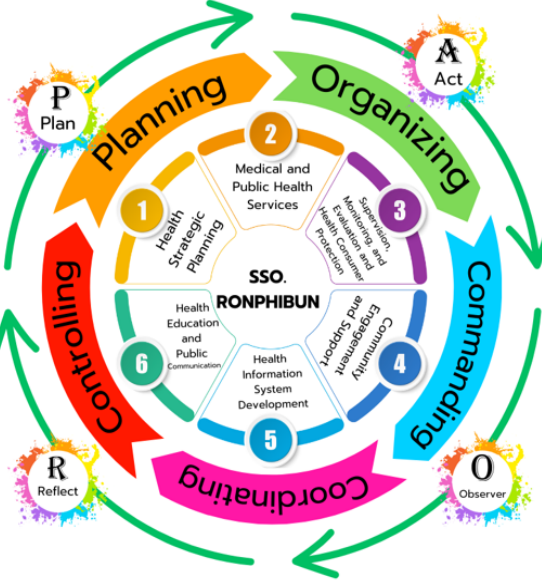 P
Plan
A
Act
Planning
Organizing
Commanding
Coordinating
Controlling
1
Health
Strategic
Planning
2
Medical and
Public Health
Services
3
Supervision,
Monitoring, and
Evaluation and
Health Consumer
Protection
SSO.
RONPHIBUN
4
Community
Engagement
and Support
5
Health
Information
System
Development
6
Health
Education
and
Public
Communication
R
Reflect
O
Observer